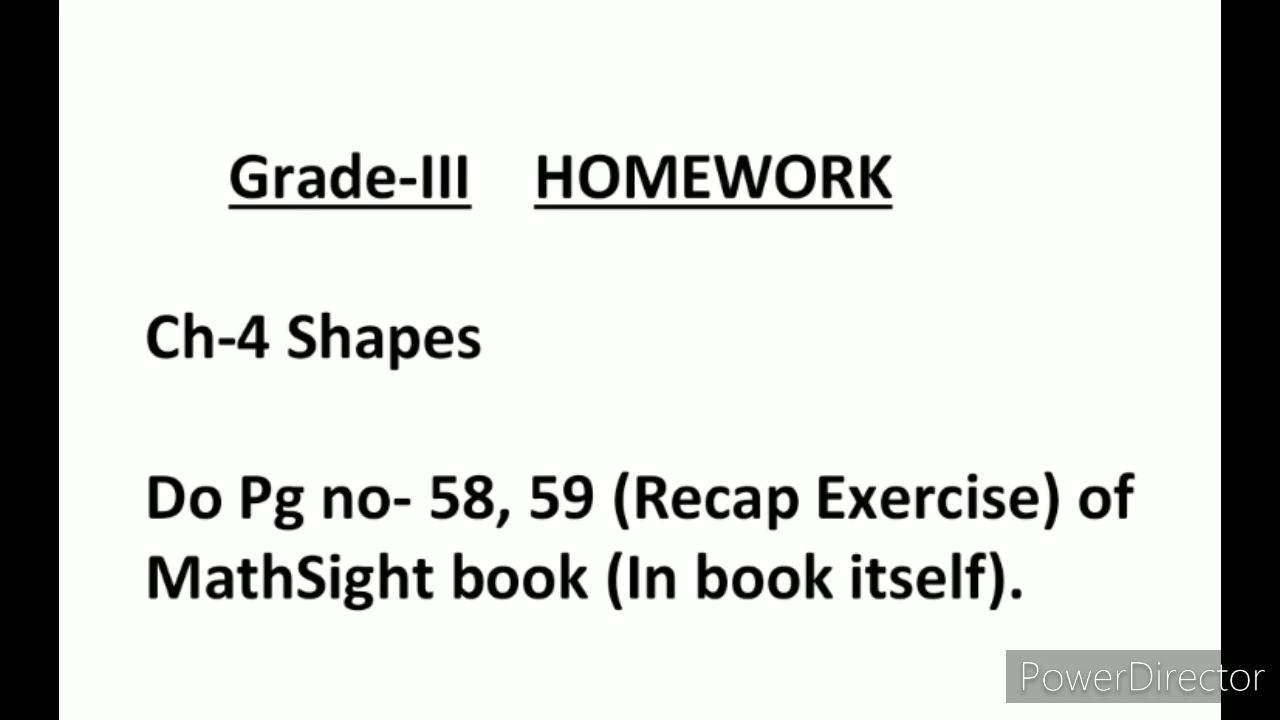 Grade-III HOMEWORK
Ch-4 Shapes
Do Pg no- 58, 59 (Recap Exercise) of
MathSight book (In book itself).
PowerDirector